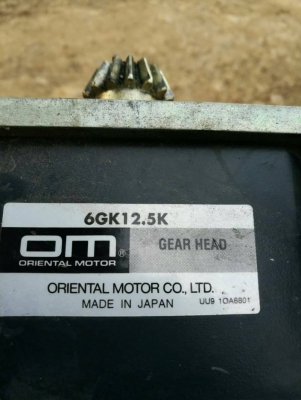 6GK12.5K
OM®
ORIENTAL MOTOR
GEAR HEAD
ORIENTAL MOTOR CO., LTD.
MADE IN JAPAN
UU9 1OA6801